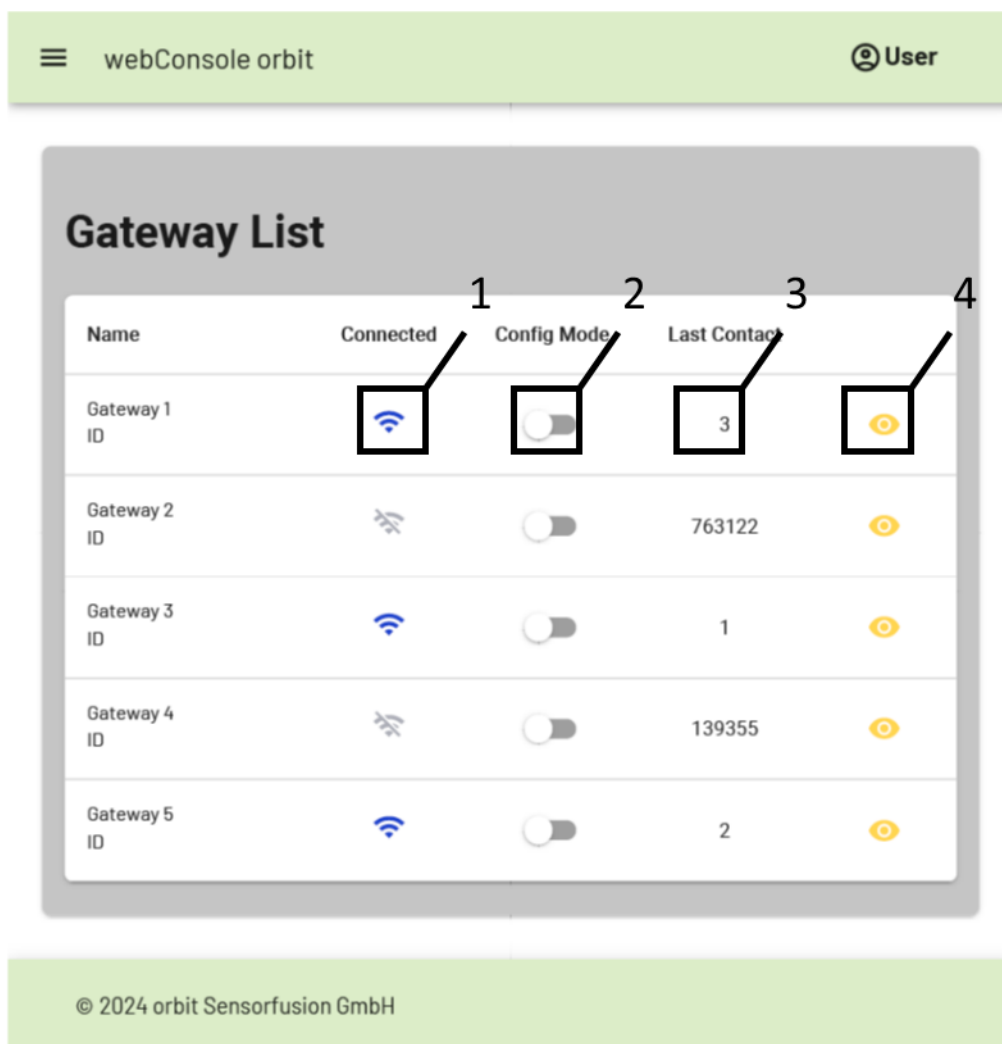 webConsole orbit
User
Gateway List
1 2 3 4
Name Connected Config Mode Last Contact
Gateway 1
ID
3
Gateway 2
ID
763122
Gateway 3
ID
1
Gateway 4
ID
139355
Gateway 5
ID
2
© 2024 orbit Sensorfusion GmbH